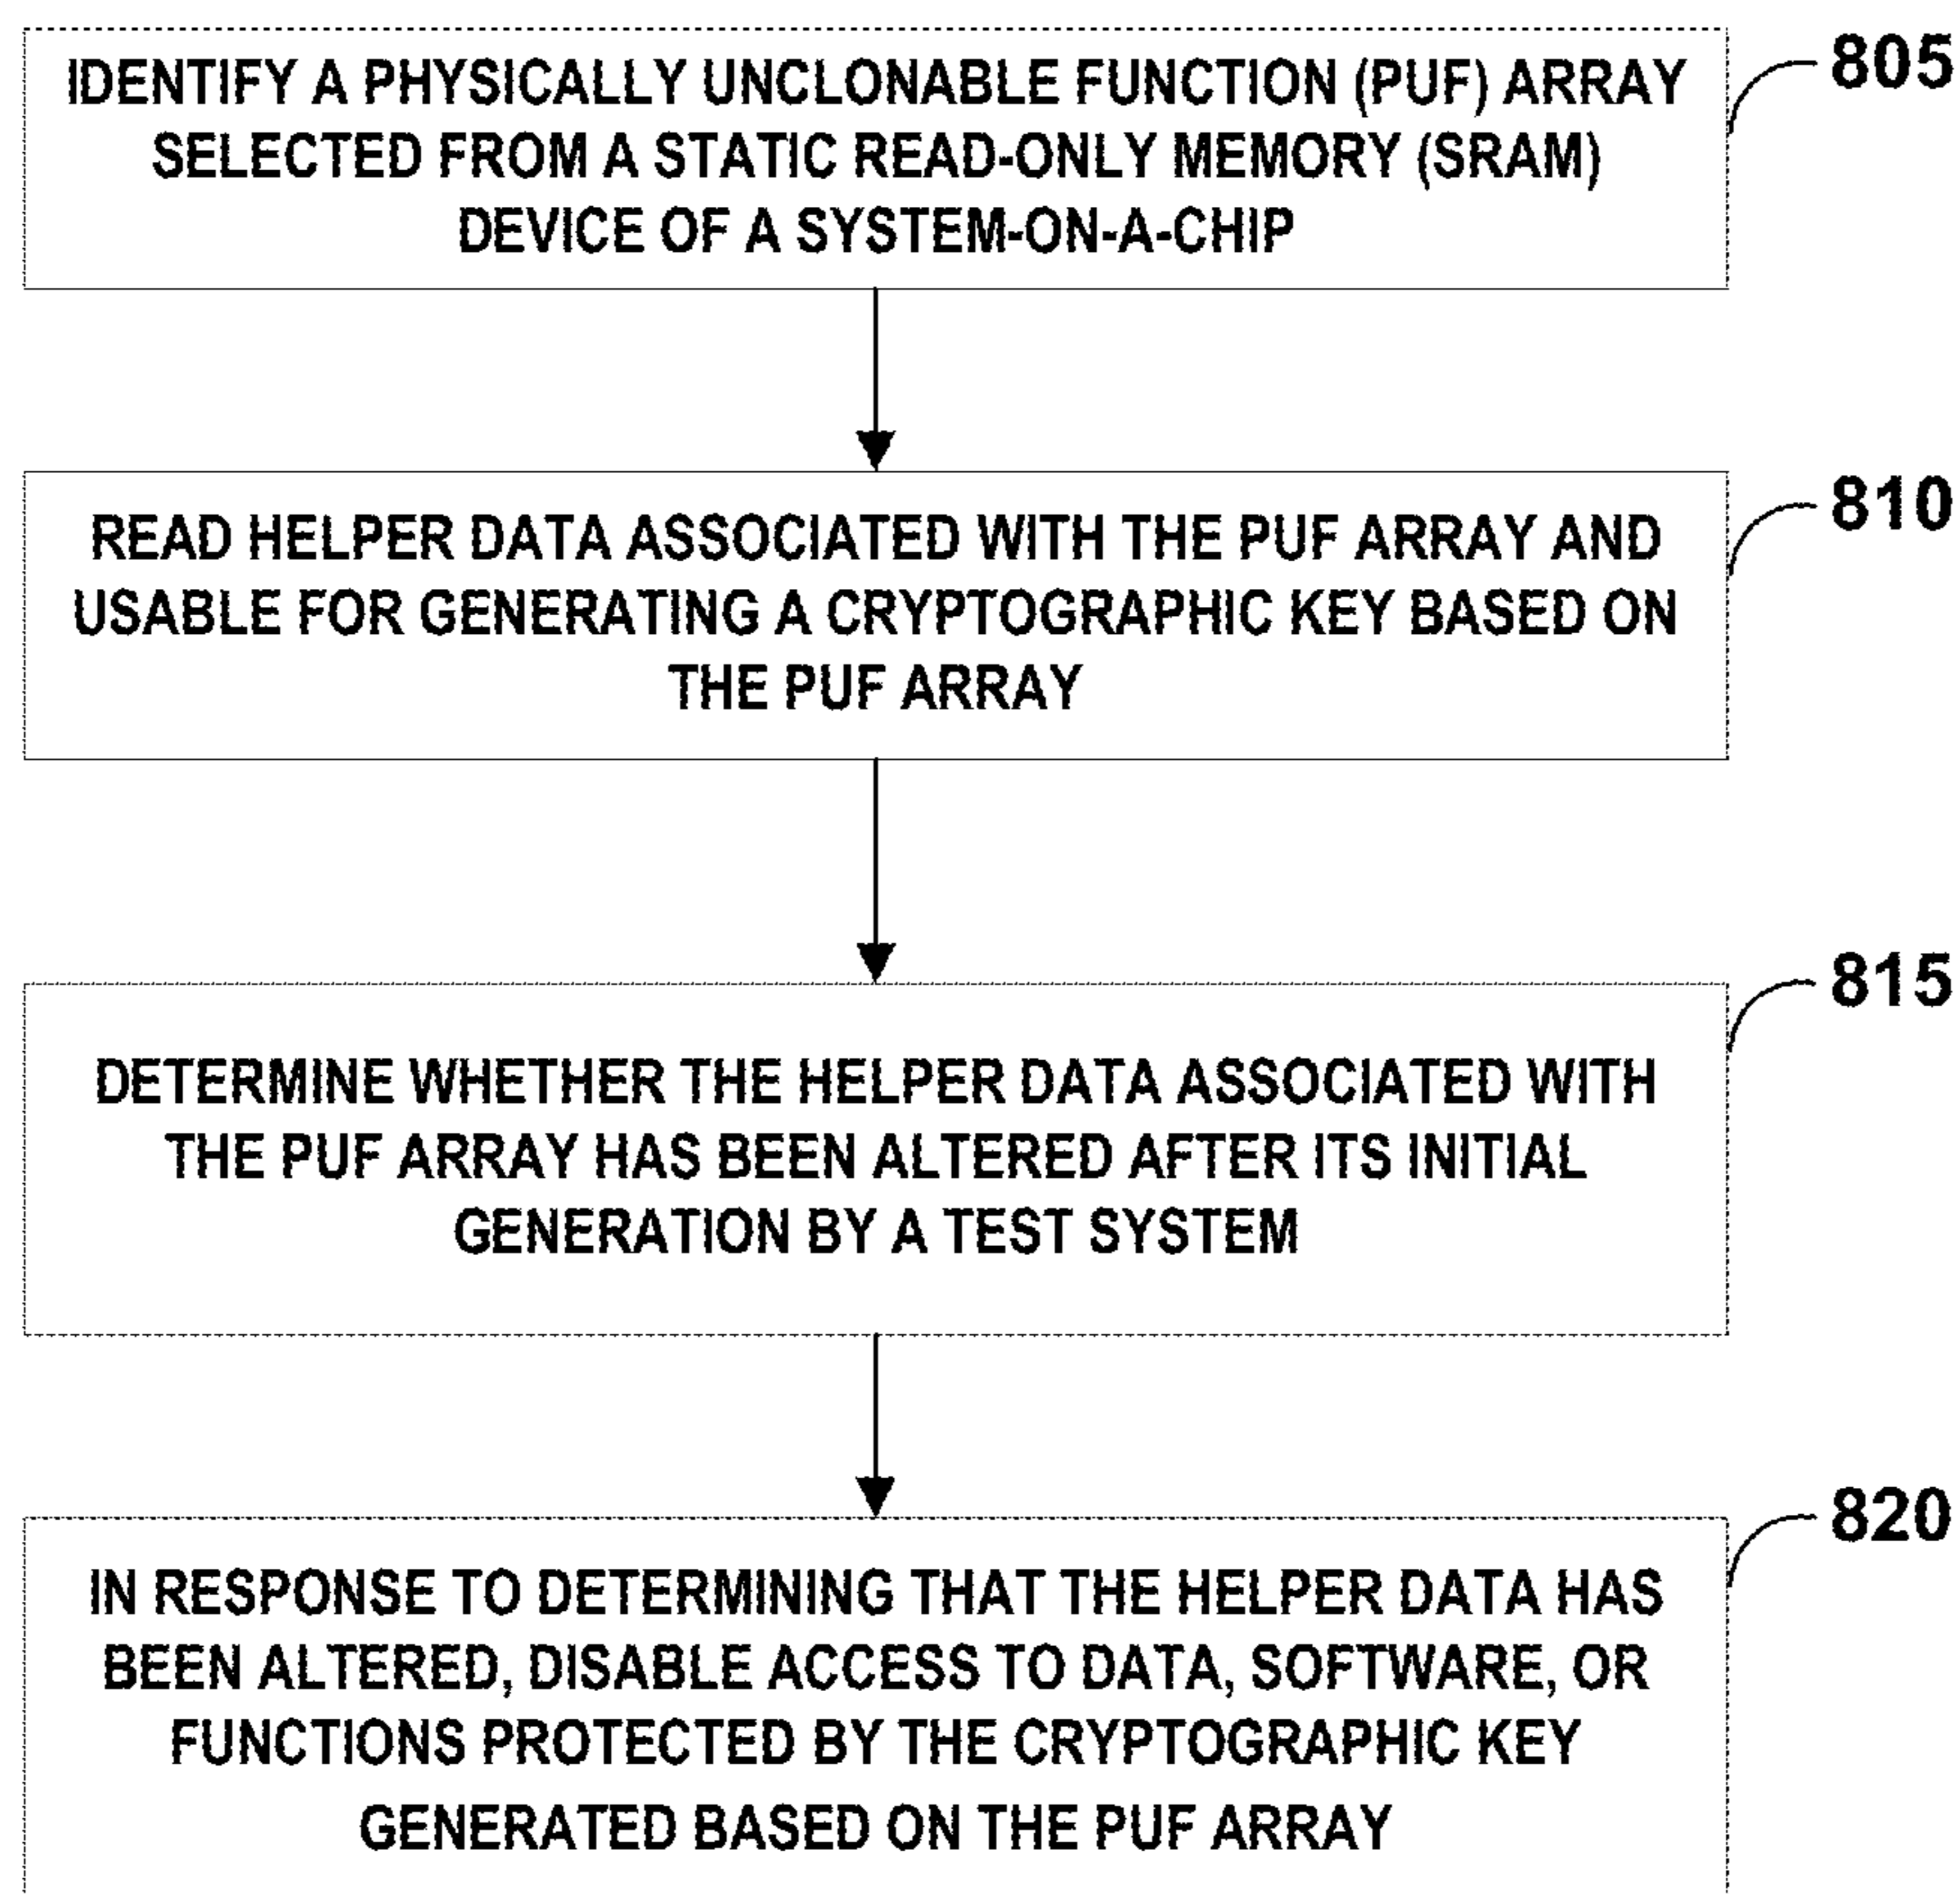 IDENTIFY A PHYSICALLY UNCLONABLE FUNCTION (PUF) ARRAY
SELECTED FROM A STATIC READ-ONLY MEMORY (SRAM)
DEVICE OF A SYSTEM-ON-A-CHIP
805
READ HELPER DATA ASSOCIATED WITH THE PUF ARRAY AND
USABLE FOR GENERATING A CRYPTOGRAPHIC KEY BASED ON
THE PUF ARRAY
810
DETERMINE WHETHER THE HELPER DATA ASSOCIATED WITH
THE PUF ARRAY HAS BEEN ALTERED AFTER ITS INITIAL
GENERATION BY A TEST SYSTEM
815
IN RESPONSE TO DETERMINING THAT THE HELPER DATA HAS
BEEN ALTERED, DISABLE ACCESS TO DATA, SOFTWARE, OR
FUNCTIONS PROTECTED BY THE CRYPTOGRAPHIC KEY
GENERATED BASED ON THE PUF ARRAY
820